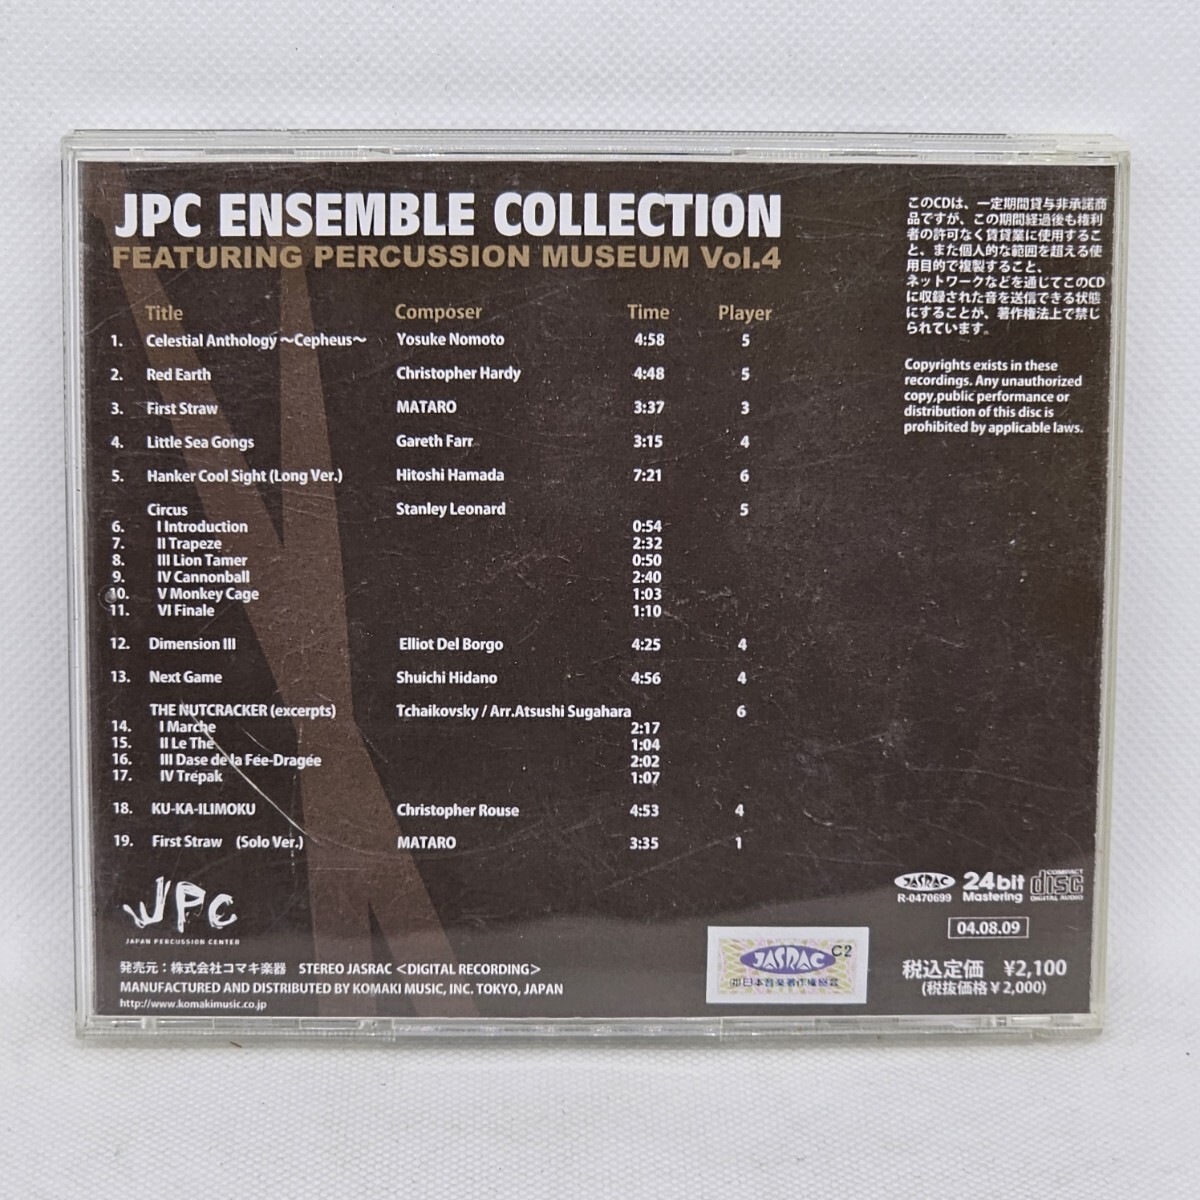 JPC ENSEMBLE COLLECTION
FEATURING PERCUSSION MUSEUM Vol.4
Title Composer Time Player
1. Celestial Anthology ～Cepheus～ Yosuke Nomoto 4:58 5
2. Red Earth Christopher Hardy 4:48 5
3. First Straw MATARO 3:37 3
4. Little Sea Gongs Gareth Farr 3:15 4
5. Hanker Cool Sight (Long Ver.) Hitoshi Hamada 7:21 6
Circus Stanley Leonard 5
6. I Introduction 0:54
7. II Trapeze 2:32
8. III Lion Tamer 0:50
9. IV Cannonball 2:40
10. V Monkey Cage 1:03
11. VI Finale 1:10
12. Dimension III Elliot Del Borgo 4:25 4
13. Next Game Shuichi Hidano 4:56 4
THE NUTCRACKER (excerpts) Tchaikovsky / Arr.Atsushi Sugahara 6
14. I Marche 2:17
15. II Le Thé 1:04
16. III Dase de la Fée-Dragée 2:02
17. IV Trépak 1:07
18. KU-KA-ILIMOKU Christopher Rouse 4:53 4
19. First Straw (Solo Ver.) MATARO 3:35 1
このCDは、一定期間貸与非承諾商
品ですが、この期間経過後も権利
者の許可なく賃貸業に使用するこ
と、また個人的な範囲を超える使
用目的で複製すること、
ネットワークなどを通じてこのCD
に収録された音を送信できる状態
にすることが、著作権法上で禁じ
られています。
Copyrights exists in these
recordings. Any unauthorized
copy,public performance or
distribution of this disc is
prohibited by applicable laws.
JPC
JAPAN PERCUSSION CENTER
発売元：株式会社コマキ楽器 STEREO JASRAC <DIGITAL RECORDING>
MANUFACTURED AND DISTRIBUTED BY KOMAKI MUSIC, INC. TOKYO, JAPAN
http://www.komakimusic.co.jp
JASRAC C2
(社)日本音楽著作権協会
JASRAC
R-0470699
24bit
Mastering
COMPACT
disc
DIGITAL AUDIO
04.08.09
税込定価 ¥2,100
(税抜価格¥2,000)